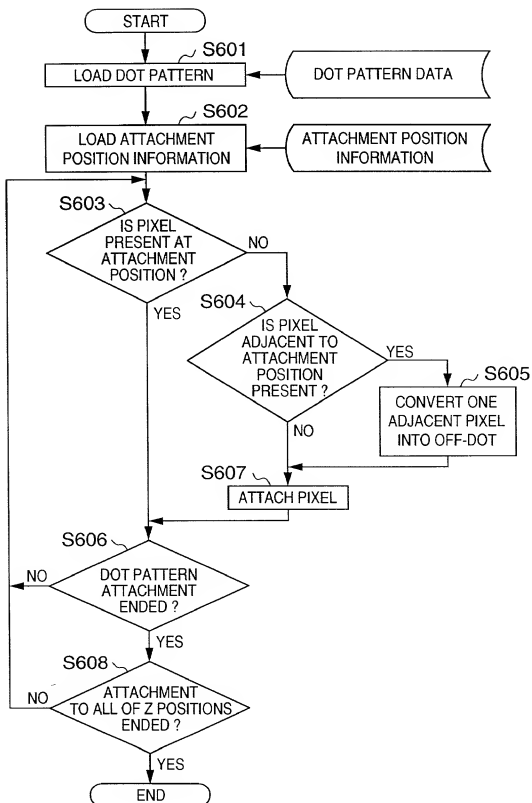 START
S601
LOAD DOT PATTERN
DOT PATTERN DATA
S602
LOAD ATTACHMENT
POSITION INFORMATION
ATTACHMENT POSITION
INFORMATION
S603
IS PIXEL
PRESENT AT
ATTACHMENT
POSITION ?
NO
YES
S604
IS PIXEL
ADJACENT TO
ATTACHMENT
POSITION
PRESENT ?
YES
NO
S605
CONVERT ONE
ADJACENT PIXEL
INTO OFF-DOT
S607
ATTACH PIXEL
S606
DOT PATTERN
ATTACHMENT
ENDED ?
NO
YES
S608
ATTACHMENT
TO ALL OF Z POSITIONS
ENDED ?
NO
YES
END